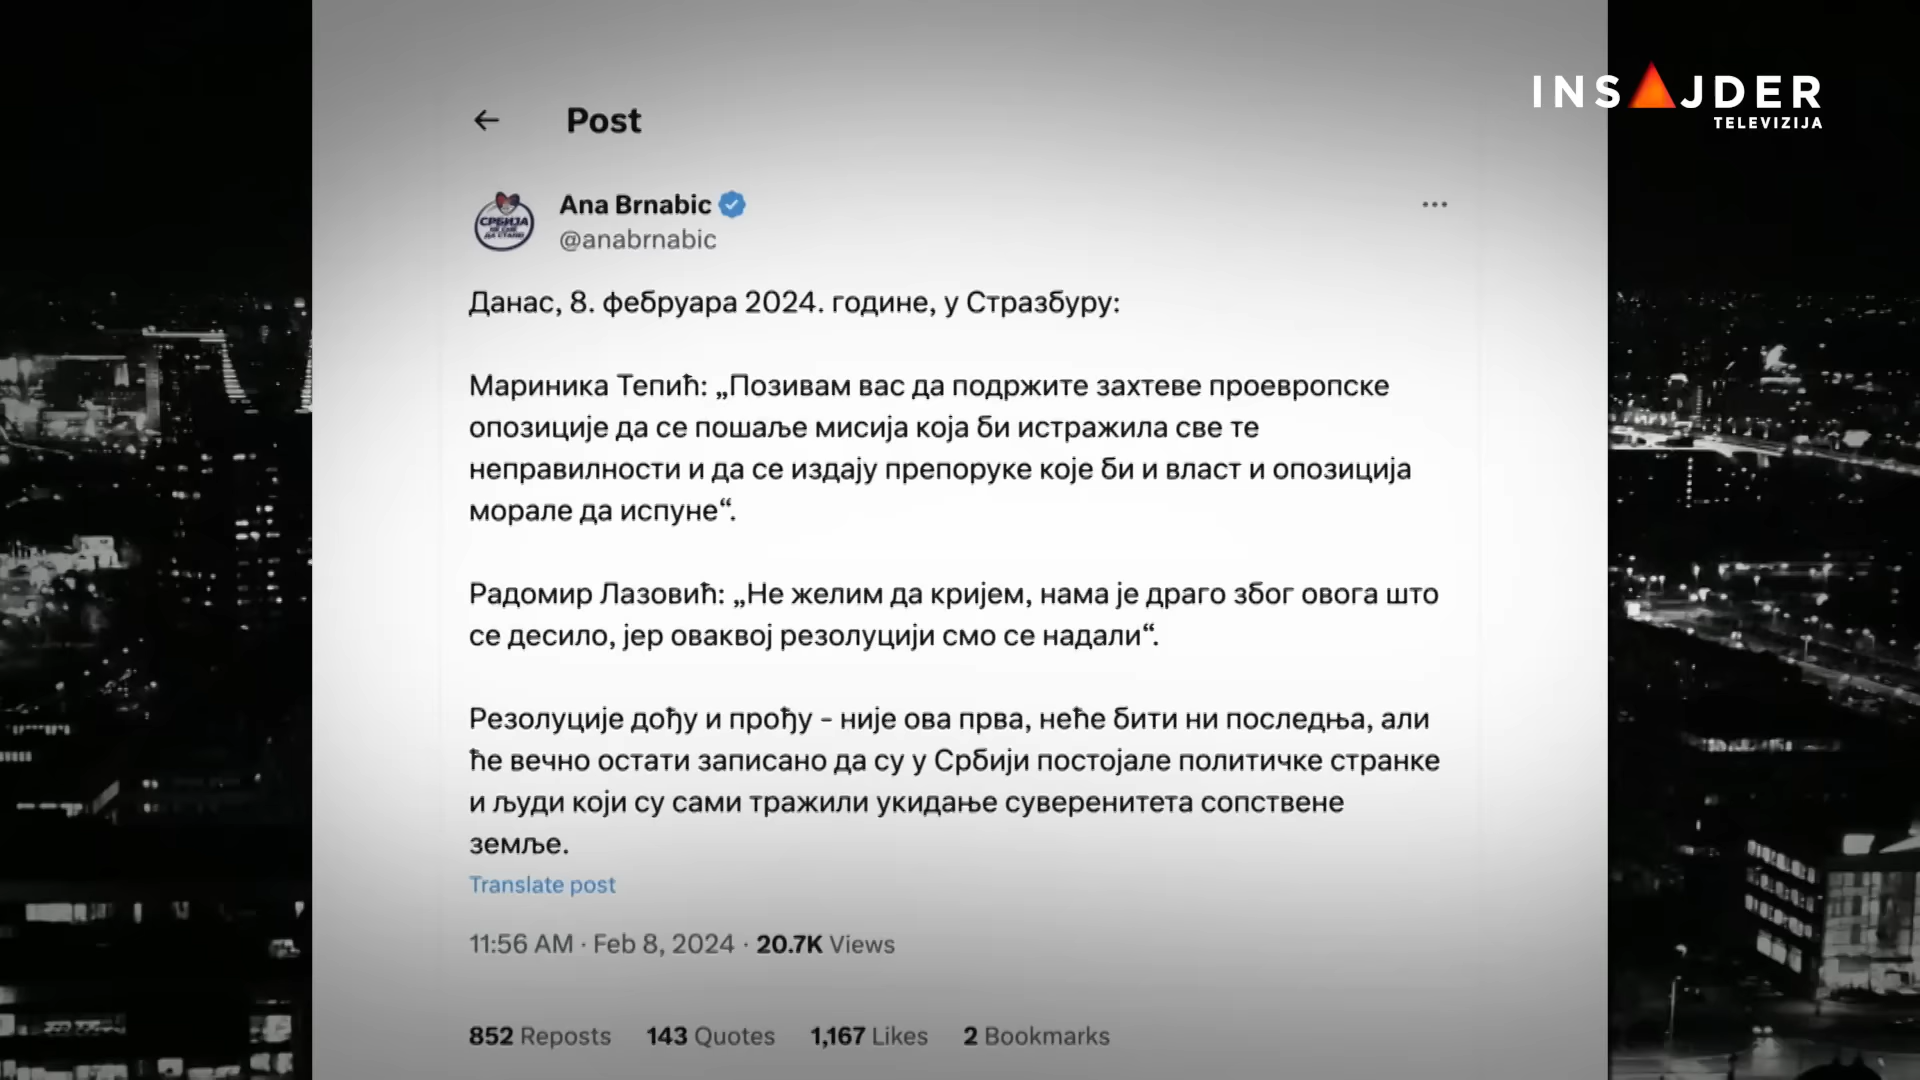 INSAJDER
TELEVIZIJA
Post
Ana Brnabic
@anabrnabic
СРБИЈА
НЕ СМЕ
ДА СТАНЕ
Данас, 8. фебруара 2024. године, у Стразбуру:
Мариника Тепић: „Позивам вас да подржите захтеве проевропске
опозиције да се пошаље мисија која би истражила све те
неправилности и да се издају препоруке које би и власт и опозиција
морале да испуне“.
Радомир Лазовић: „Не желим да кријем, нама је драго због овога што
се десило, јер оваквој резолуцији смо се надали“.
Резолуције дођу и прођу - није ова прва, неће бити ни последња, али
ће вечно остати записано да су у Србији постојале политичке странке
и људи који су сами тражили укидање суверенитета сопствене
земље.
Translate post
11:56 AM · Feb 8, 2024 · 20.7K Views
852 Reposts 143 Quotes 1,167 Likes 2 Bookmarks